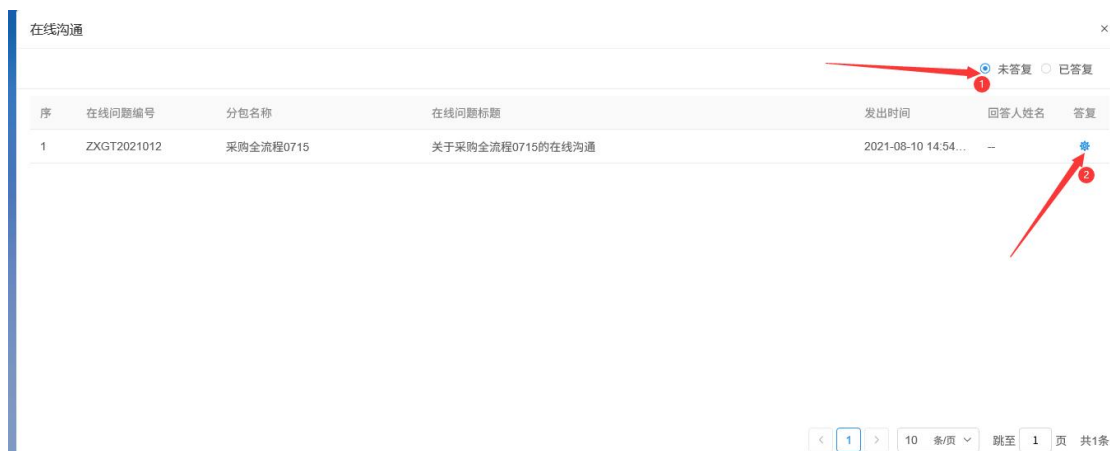 在线沟通 ×
未答复 已答复
1
序 在线问题编号 分包名称 在线问题标题 发出时间 回答人姓名 答复
1 ZXGT2021012 采购全流程0715 关于采购全流程0715的在线沟通 2021-08-10 14:54... --
2
< 1 > 10 条/页 跳至 1 页 共1条